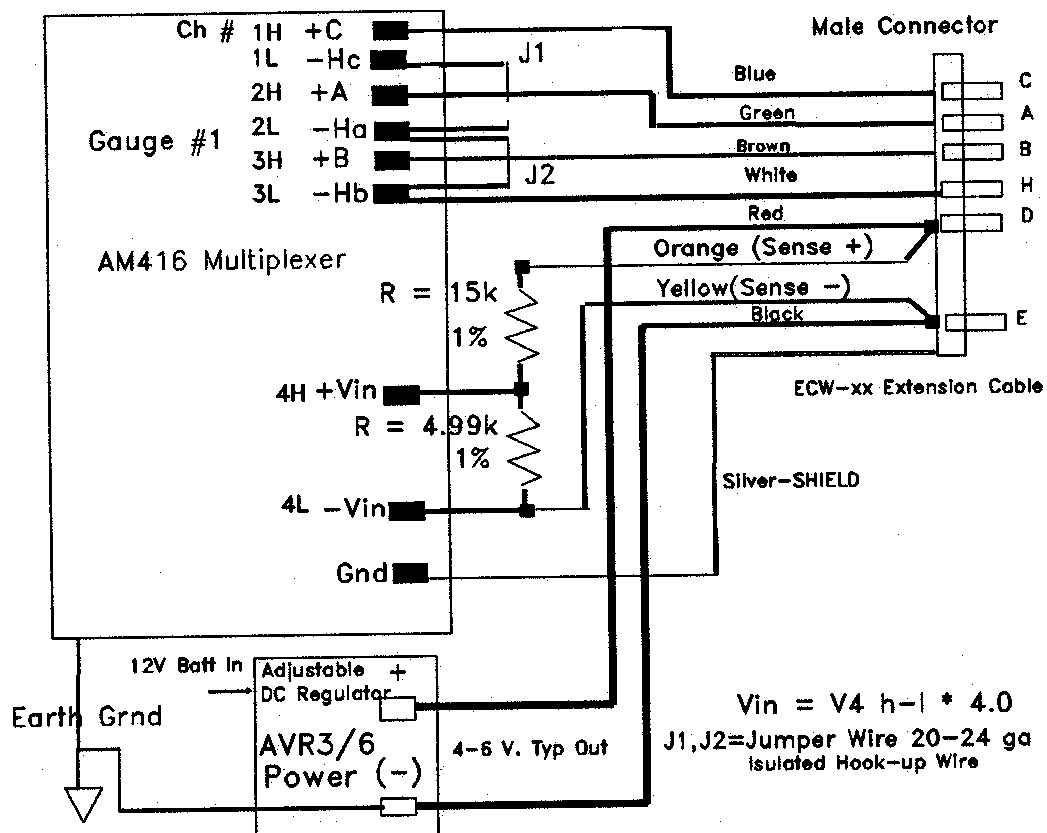 Ch # 1H +C
Male Connector
1L -Hc
J1
Blue
C
2H +A
Green
A
2L -Ha
Gauge #1
Brown
B
3H +B
J2
White
H
3L -Hb
Red
D
AM416 Multiplexer
Orange (Sense +)
R = 15k
Yellow(Sense -)
1%
Black
E
ECW-xx Extension Cable
4H +Vin
R = 4.99k
1%
Silver-SHIELD
4L -Vin
Gnd
12V Batt In
Adjustable +
DC Regulator
Earth Grnd
Vin = V4 h-l * 4.0
AVR3/6
4-6 V. Typ Out
J1,J2=Jumper Wire 20-24 ga
Power (-)
Isulated Hook-up Wire